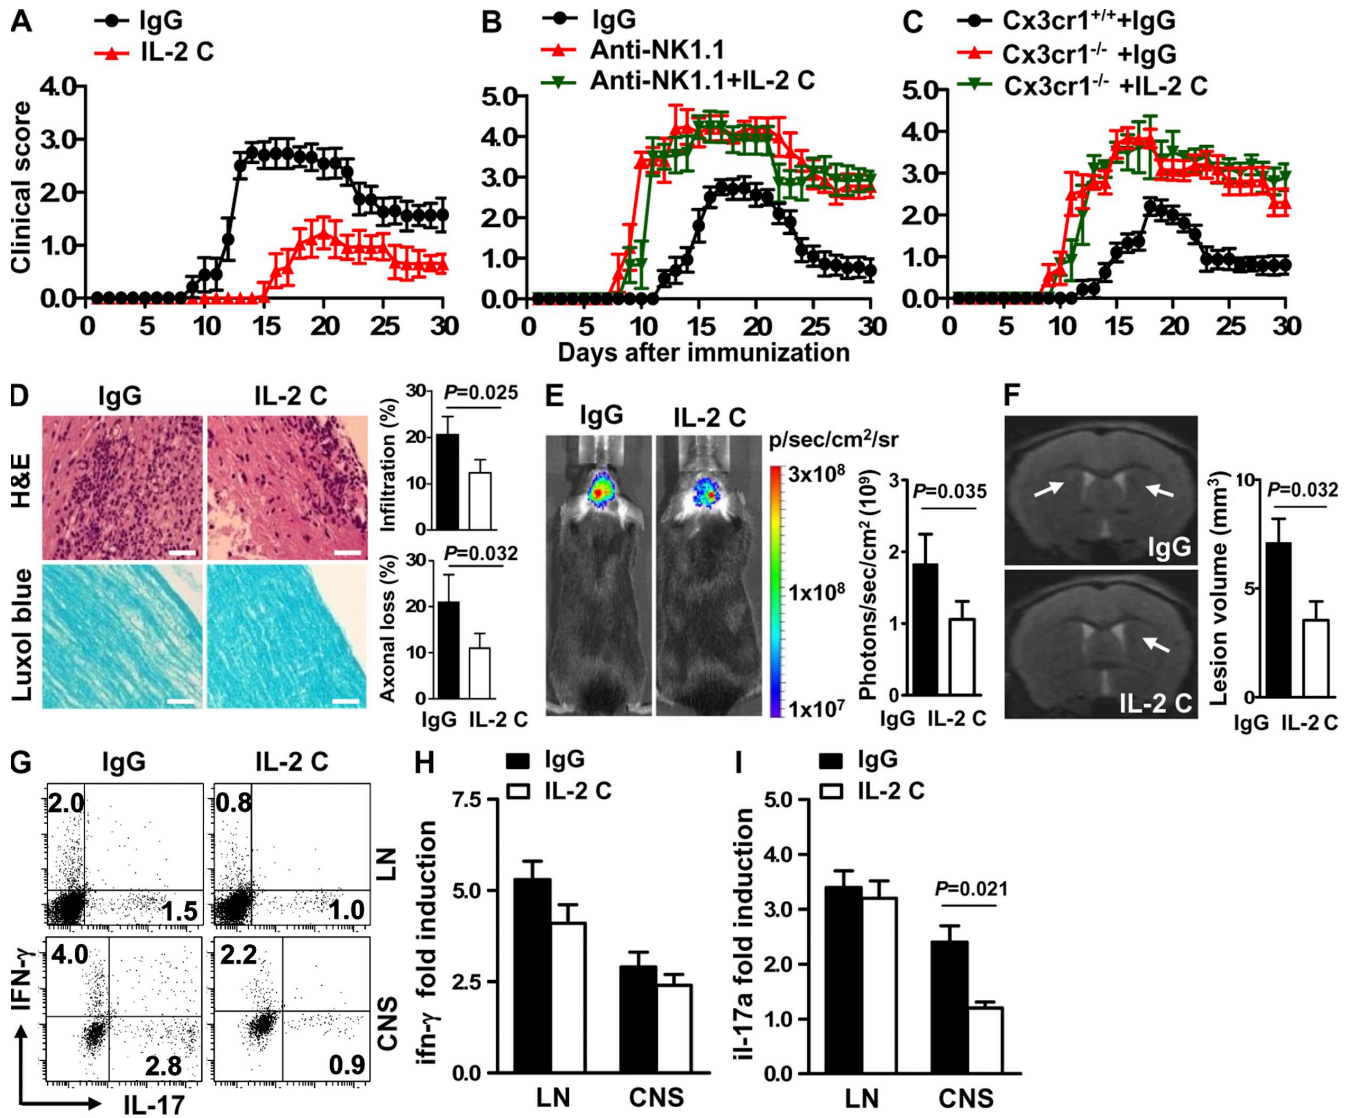 A
IgG
IL-2 C
Clinical score
4.0
3.0
2.0
1.0
0.0
0 5 10 15 20 25 30
B
IgG
Anti-NK1.1
Anti-NK1.1+IL-2 C
5.0
4.0
3.0
2.0
1.0
0.0
0 5 10 15 20 25 30
Days after immunization
C
Cx3cr1+/++IgG
Cx3cr1-/- +IgG
Cx3cr1-/- +IL-2 C
5.0
4.0
3.0
2.0
1.0
0.0
0 5 10 15 20 25 30
D
IgG IL-2 C
H&E
Luxol blue
Infiltration (%)
30
20
10
0
P=0.025
Axonal loss (%)
30
20
10
0
P=0.032
IgG IL-2 C
E
IgG IL-2 C
p/sec/cm²/sr
3x10⁸
1x10⁸
1x10⁷
Photons/sec/cm² (10⁹)
3
2
1
0
P=0.035
IgG IL-2 C
F
IgG
IL-2 C
Lesion volume (mm³)
10
5
0
P=0.032
IgG IL-2 C
G
IgG IL-2 C
2.0
1.5
0.8
1.0
LN
4.0
2.8
2.2
0.9
CNS
IFN-γ
IL-17
H
IgG
IL-2 C
ifn-γ fold induction
7.5
5.0
2.5
0.0
LN CNS
I
IgG
IL-2 C
il-17a fold induction
5.0
4.0
3.0
2.0
1.0
0.0
P=0.021
LN CNS